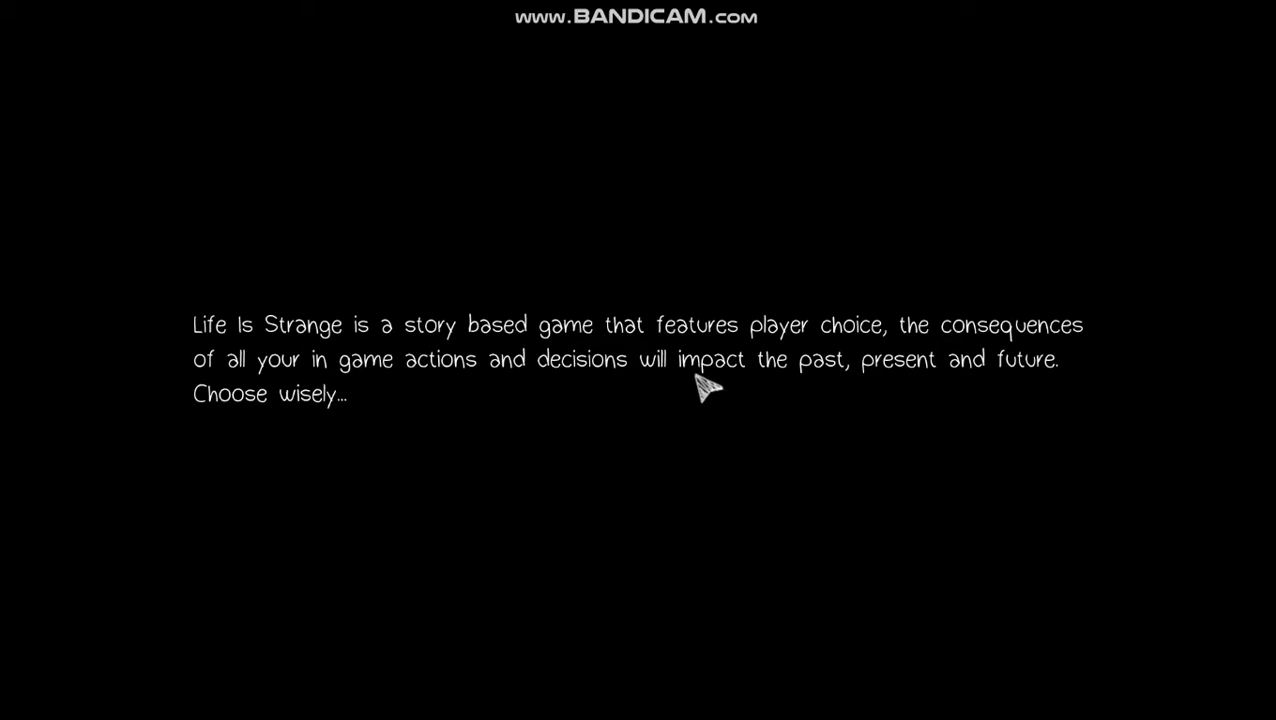 www.BANDICAM.com
Life Is Strange is a story based game that features player choice, the consequences
of all your in game actions and decisions will impact the past, present and future.
Choose wisely...